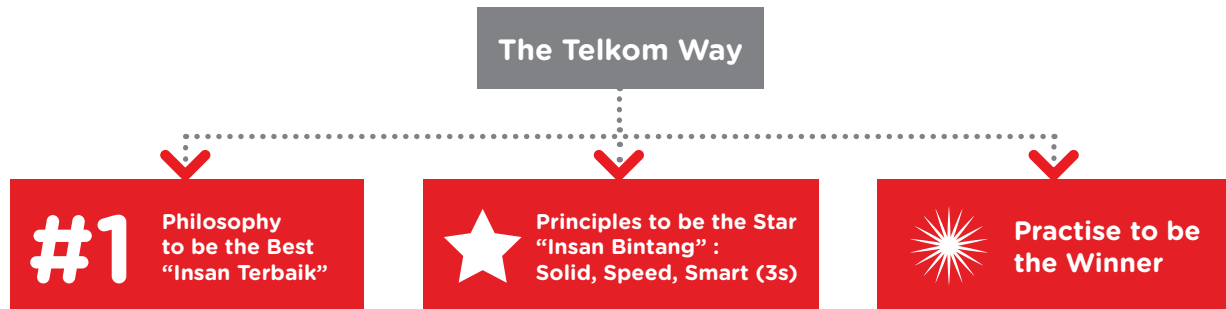 The Telkom Way
#1
Philosophy
to be the Best
“Insan Terbaik”
Principles to be the Star
“Insan Bintang” :
Solid, Speed, Smart (3s)
Practise to be
the Winner